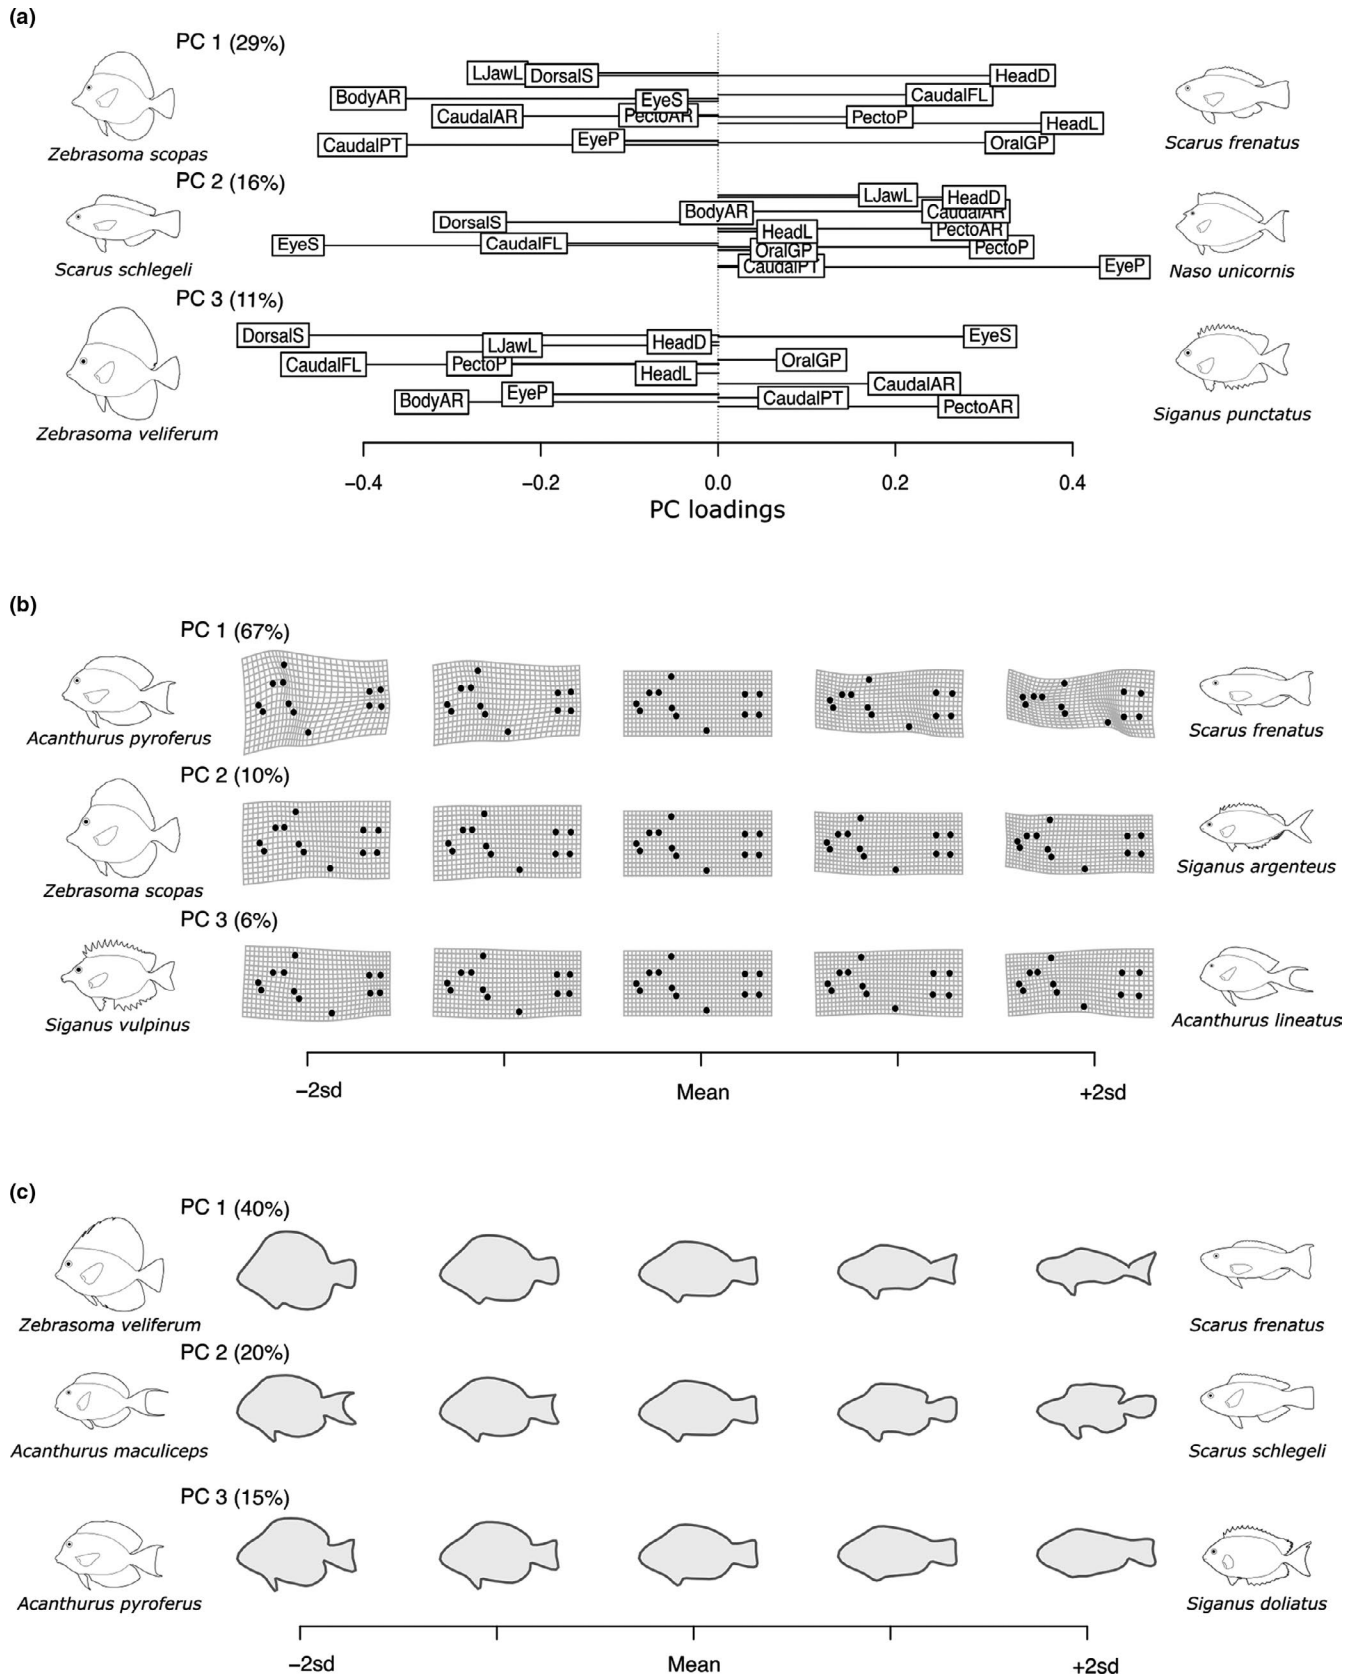 (a)
PC 1 (29%)
LJawL
DorsalS
HeadD
BodyAR
EyeS
CaudalFL
CaudalAR
PectoAR
PectoP
HeadL
CaudalPT
EyeP
OralGP
Zebrasoma scopas
Scarus frenatus
PC 2 (16%)
LJawL
HeadD
BodyAR
CaudalAR
DorsalS
HeadL
PectoAR
EyeS
CaudalFL
OralGP
PectoP
CaudalPT
EyeP
Scarus schlegeli
Naso unicornis
PC 3 (11%)
DorsalS
LJawL
HeadD
EyeS
CaudalFL
PectoP
HeadL
OralGP
BodyAR
EyeP
CaudalAR
CaudalPT
PectoAR
Zebrasoma veliferum
Siganus punctatus
−0.4 −0.2 0.0 0.2 0.4
PC loadings
(b)
PC 1 (67%)
Acanthurus pyroferus
Scarus frenatus
PC 2 (10%)
Zebrasoma scopas
Siganus argenteus
PC 3 (6%)
Siganus vulpinus
Acanthurus lineatus
−2sd Mean +2sd
(c)
PC 1 (40%)
Zebrasoma veliferum
Scarus frenatus
PC 2 (20%)
Acanthurus maculiceps
Scarus schlegeli
PC 3 (15%)
Acanthurus pyroferus
Siganus doliatus
−2sd Mean +2sd